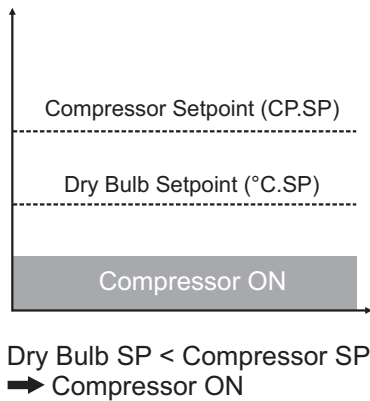 Compressor Setpoint (CP.SP)
Dry Bulb Setpoint (°C.SP)
Compressor ON
Dry Bulb SP < Compressor SP
➡ Compressor ON